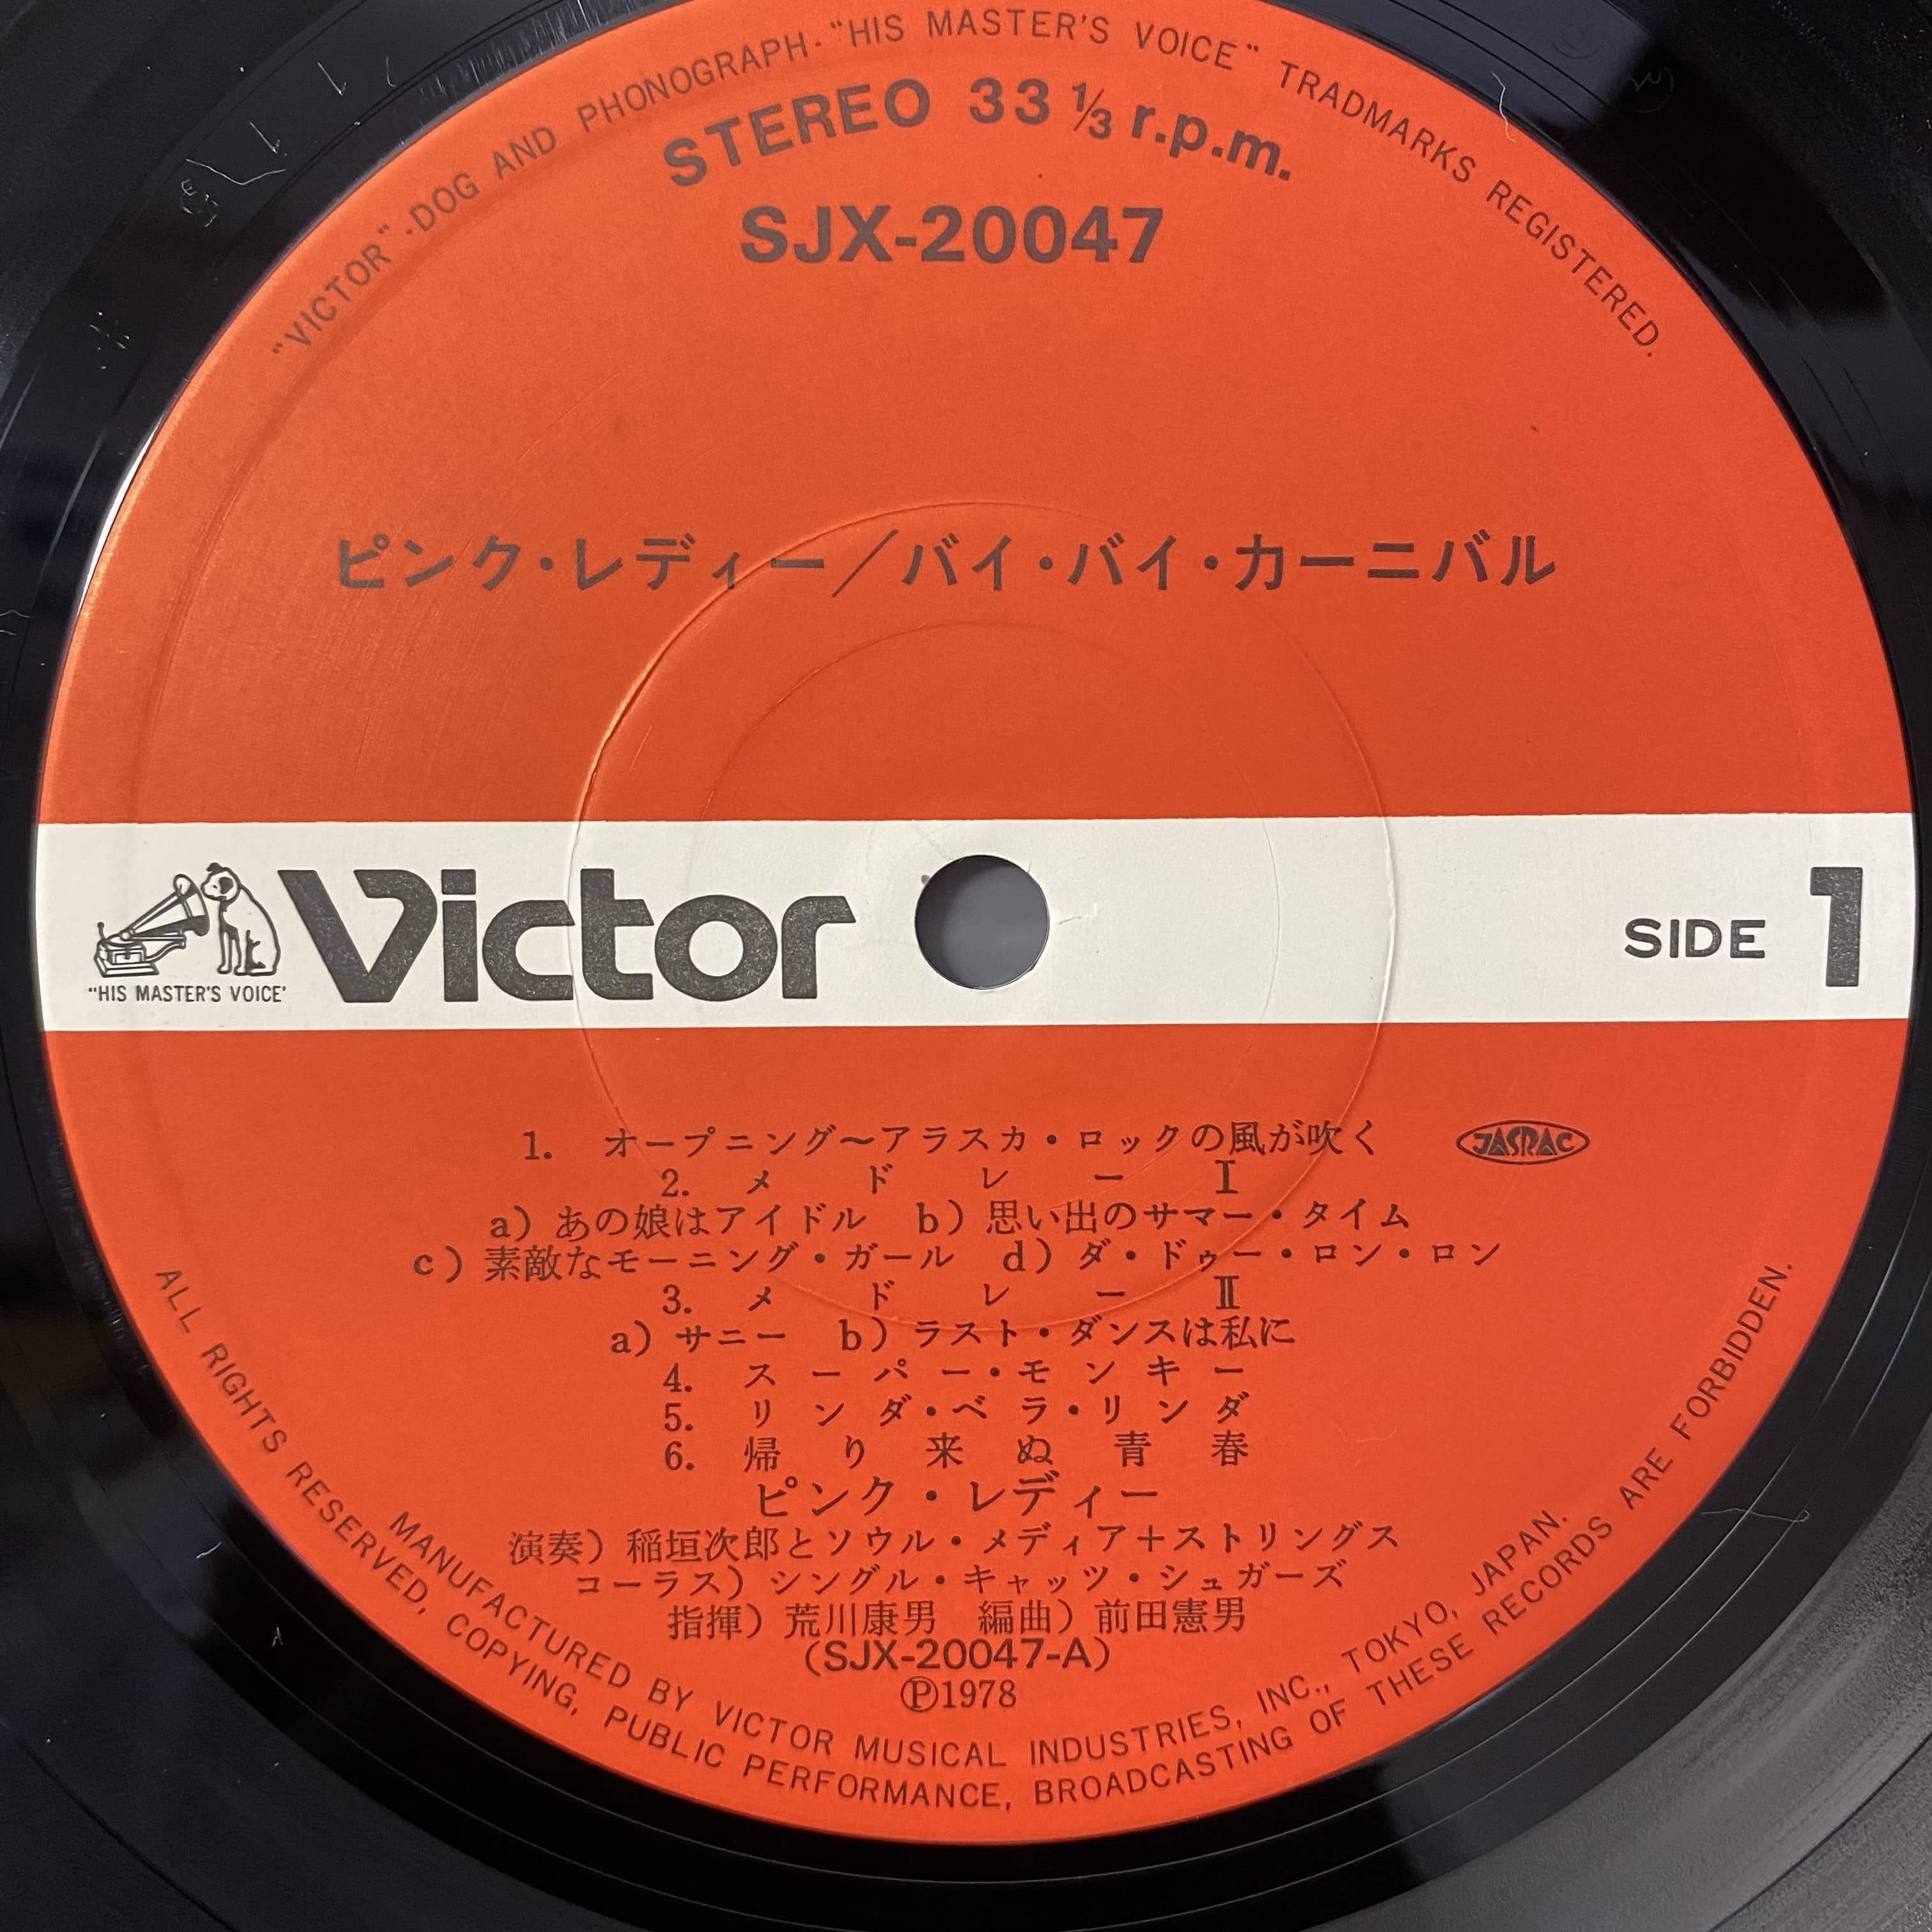 "VICTOR"-DOG AND PHONOGRAPH-"HIS MASTER'S VOICE" TRADMARKS REGISTERED.
STEREO 33 ⅓ r.p.m.
SJX-20047
ピンク・レディー／バイ・バイ・カーニバル
"HIS MASTER'S VOICE'
Victor
SIDE 1
1. オープニング〜アラスカ・ロックの風が吹く
JASRAC
2. メドレー Ⅰ
a) あの娘はアイドル b) 思い出のサマー・タイム
c) 素敵なモーニング・ガール d) ダ・ドゥー・ロン・ロン
3. メドレー Ⅱ
a) サニー b) ラスト・ダンスは私に
4. スーパー・モンキー
5. リンダ・ベラ・リンダ
6. 帰り来ぬ青春
ピンク・レディー
演奏) 稲垣次郎とソウル・メディア+ストリングス
コーラス) シングル・キャッツ・シュガーズ
指揮) 荒川康男 編曲) 前田憲男
(SJX-20047-A)
Ⓟ1978
MANUFACTURED BY VICTOR MUSICAL INDUSTRIES, INC., TOKYO, JAPAN.
ALL RIGHTS RESERVED, COPYING, PUBLIC PERFORMANCE, BROADCASTING OF THESE RECORDS ARE FORBIDDEN.